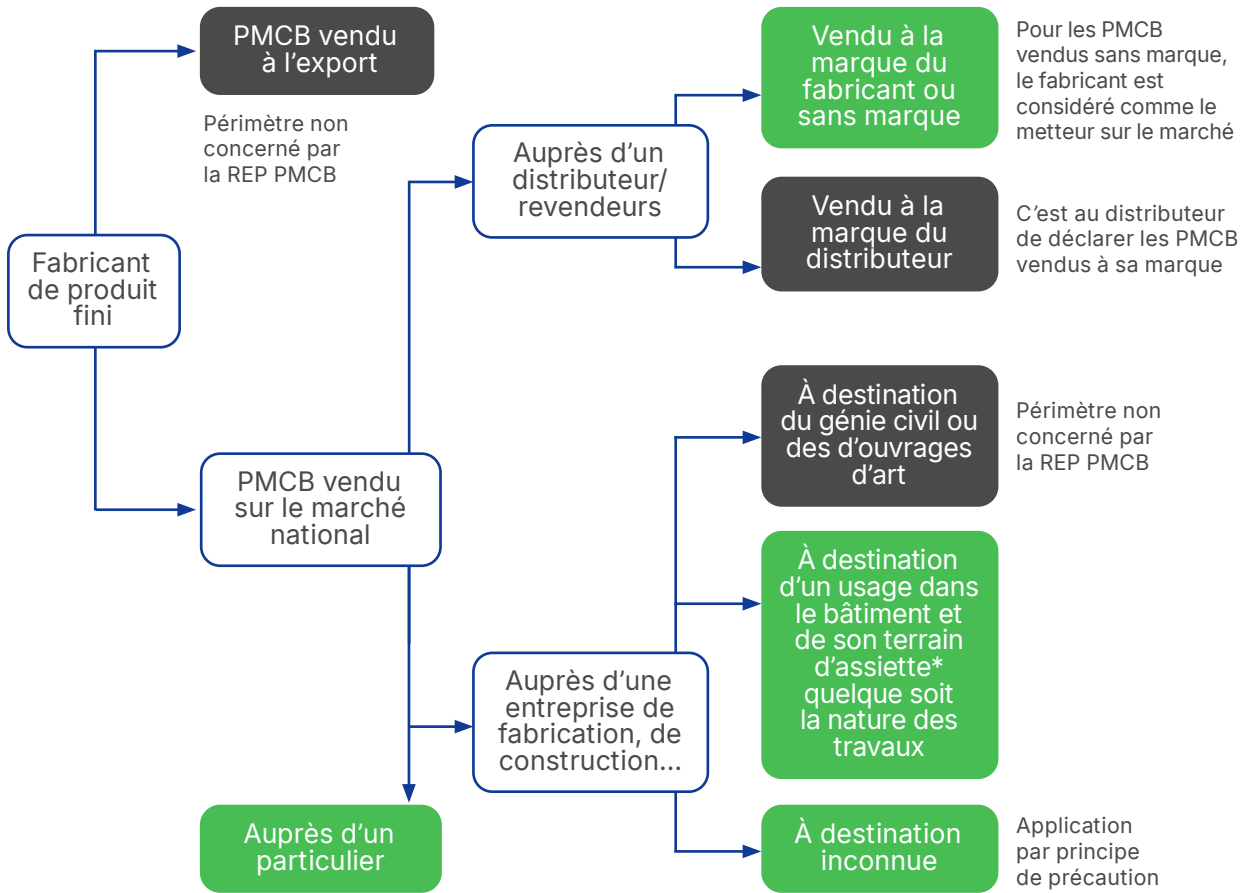 Fabricant
de produit
fini
PMCB vendu
à l'export
Périmètre non
concerné par
la REP PMCB
PMCB vendu
sur le marché
national
Auprès d'un
distributeur/
revendeurs
Vendu à la
marque du
fabricant ou
sans marque
Pour les PMCB
vendus sans marque,
le fabricant est
considéré comme le
metteur sur le marché
Vendu à la
marque du
distributeur
C'est au distributeur
de déclarer les PMCB
vendus à sa marque
Auprès d'une
entreprise de
fabrication, de
construction...
À destination
du génie civil ou
des d'ouvrages
d'art
Périmètre non
concerné par
la REP PMCB
À destination
d'un usage dans
le bâtiment et
de son terrain
d'assiette*
quelque soit
la nature des
travaux
À destination
inconnue
Application
par principe
de précaution
Auprès d'un
particulier